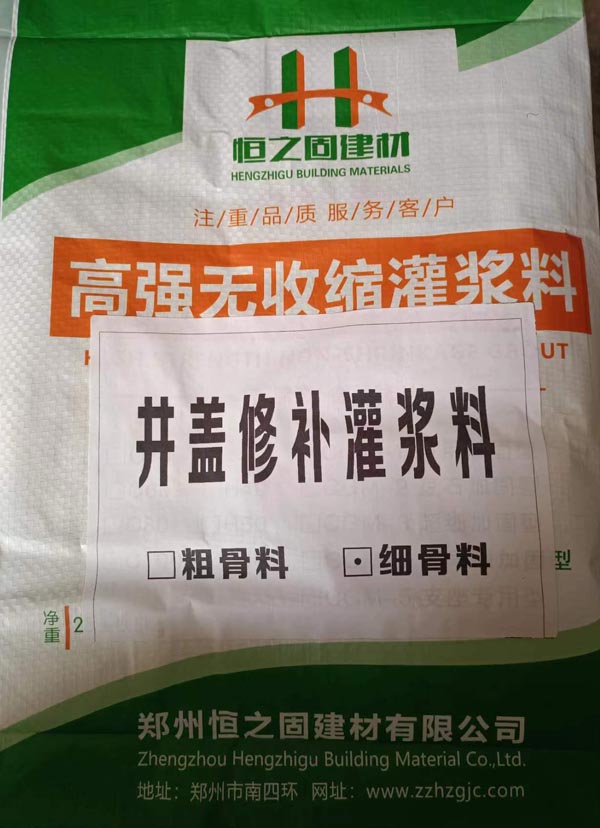 恒之固建材
HENGZHIGU BUILDING MATERIALS
注/重/品/质 服/务/客/户
高强无收缩灌浆料
UT
井盖修补灌浆料
□粗骨料 ☑细骨料
型
净重 2
郑州恒之固建材有限公司
Zhengzhou Hengzhigu Building Material Co.,Ltd.
地址：郑州市南四环 网址：www.zzhzgjc.com